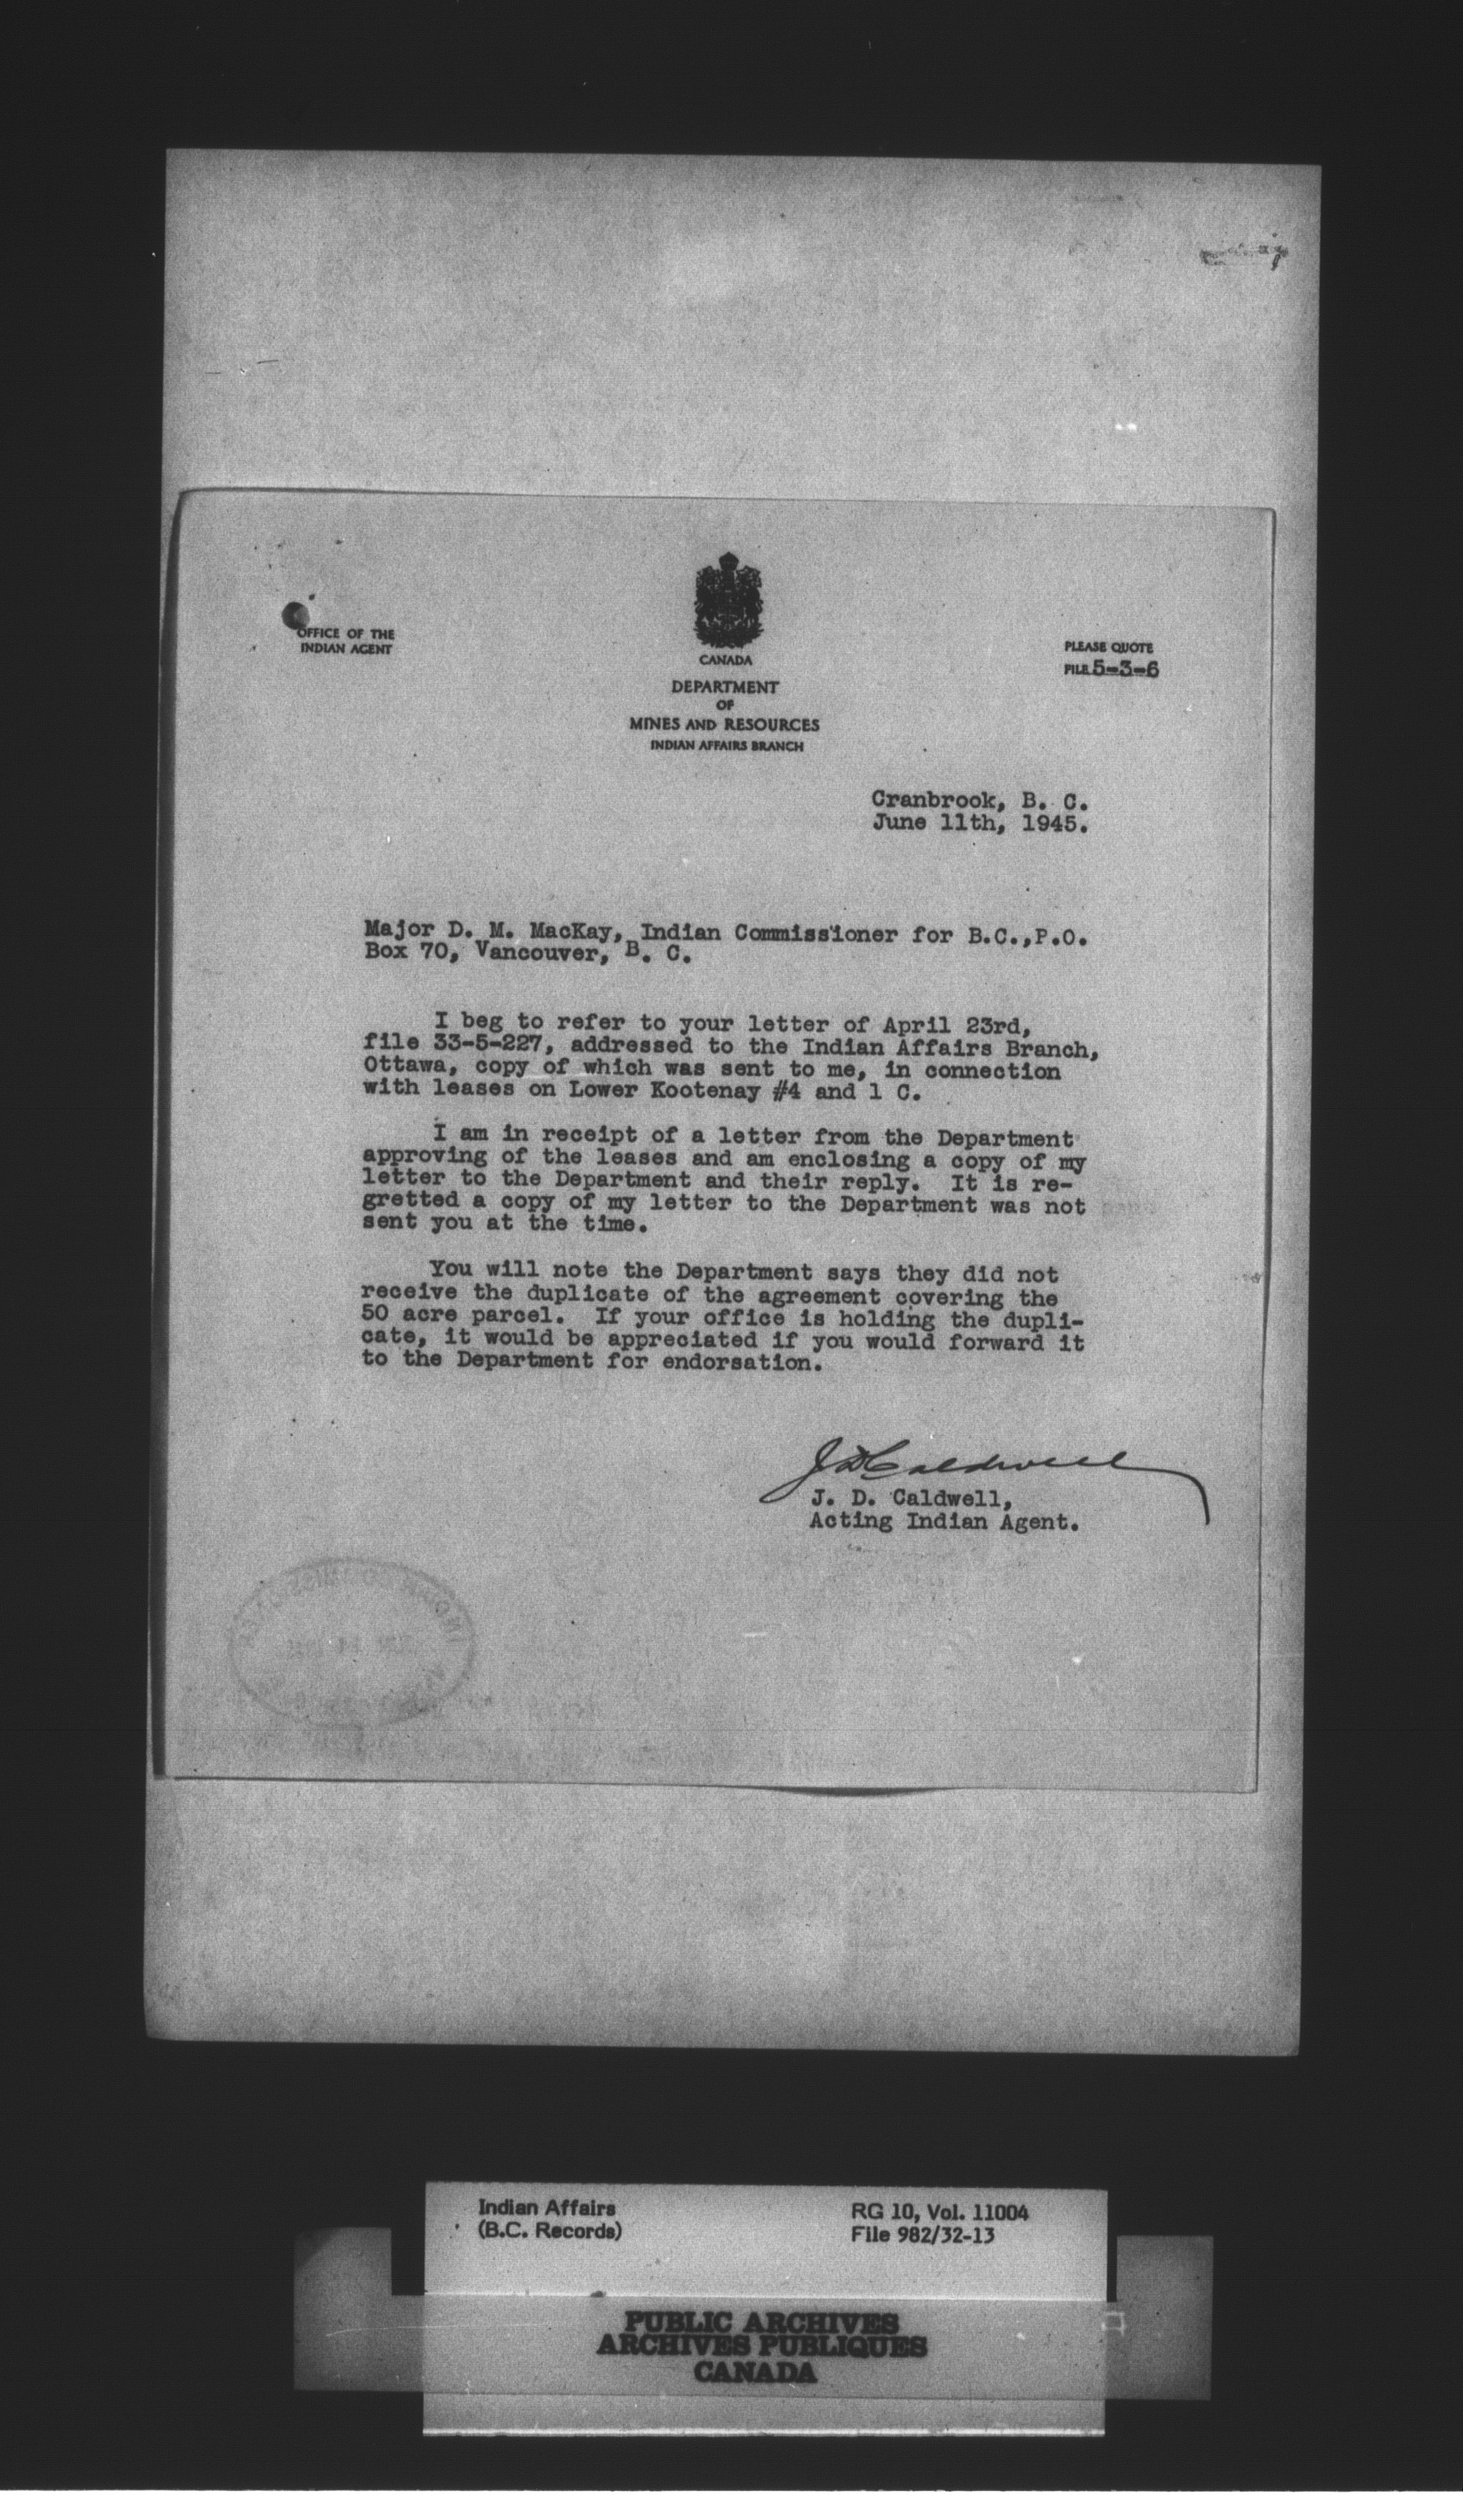 OFFICE OF THE
INDIAN AGENT
CANADA
DEPARTMENT
OF
MINES AND RESOURCES
INDIAN AFFAIRS BRANCH
PLEASE QUOTE
FILE 5-3-6
Cranbrook, B. C.
June 11th, 1945.
Major D. M. MacKay, Indian Commissioner for B.C.,P.O.
Box 70, Vancouver, B. C.
I beg to refer to your letter of April 23rd,
file 33-5-227, addressed to the Indian Affairs Branch,
Ottawa, copy of which was sent to me, in connection
with leases on Lower Kootenay #4 and 1 C.
I am in receipt of a letter from the Department
approving of the leases and am enclosing a copy of my
letter to the Department and their reply. It is re-
gretted a copy of my letter to the Department was not
sent you at the time.
You will note the Department says they did not
receive the duplicate of the agreement covering the
50 acre parcel. If your office is holding the dupli-
cate, it would be appreciated if you would forward it
to the Department for endorsation.
J D Caldwell
J. D. Caldwell,
Acting Indian Agent.
Indian Affairs
(B.C. Records)
RG 10, Vol. 11004
File 982/32-13
PUBLIC ARCHIVES
ARCHIVES PUBLIQUES
CANADA